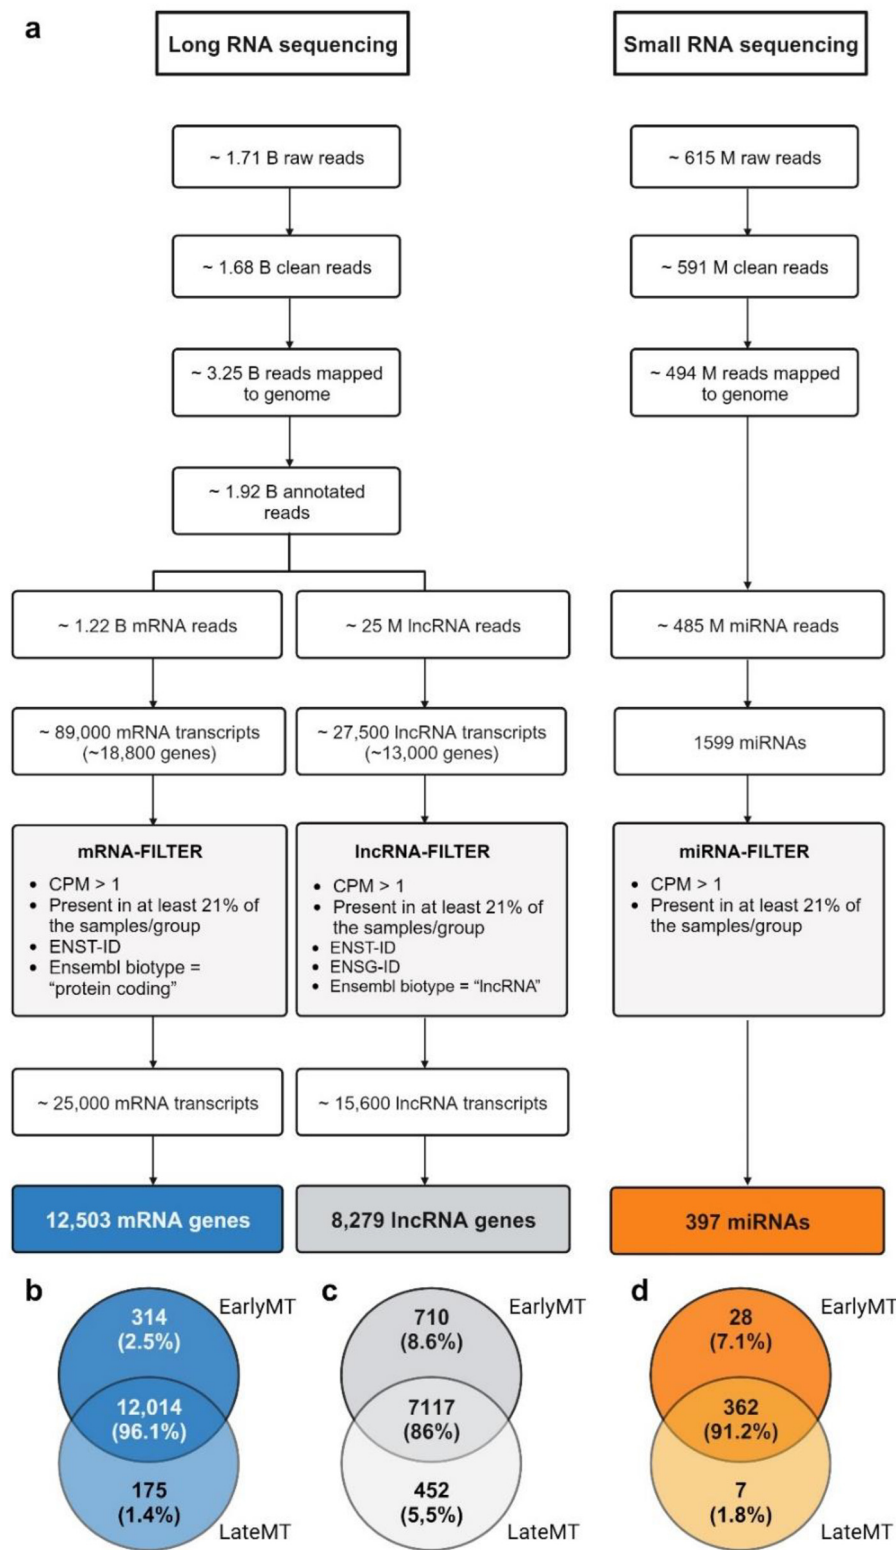 a
Long RNA sequencing
Small RNA sequencing
~ 1.71 B raw reads
~ 615 M raw reads
~ 1.68 B clean reads
~ 591 M clean reads
~ 3.25 B reads mapped
to genome
~ 494 M reads mapped
to genome
~ 1.92 B annotated
reads
~ 1.22 B mRNA reads
~ 25 M lncRNA reads
~ 485 M miRNA reads
~ 89,000 mRNA transcripts
(~18,800 genes)
~ 27,500 lncRNA transcripts
(~13,000 genes)
1599 miRNAs
mRNA-FILTER
• CPM > 1
• Present in at least 21% of
the samples/group
• ENST-ID
• Ensembl biotype =
“protein coding”
lncRNA-FILTER
• CPM > 1
• Present in at least 21% of
the samples/group
• ENST-ID
• ENSG-ID
• Ensembl biotype = “lncRNA”
miRNA-FILTER
• CPM > 1
• Present in at least 21% of
the samples/group
~ 25,000 mRNA transcripts
~ 15,600 lncRNA transcripts
12,503 mRNA genes
8,279 lncRNA genes
397 miRNAs
b
314
(2.5%)
EarlyMT
12,014
(96.1%)
175
(1.4%)
LateMT
c
710
(8.6%)
EarlyMT
7117
(86%)
452
(5,5%)
LateMT
d
28
(7.1%)
EarlyMT
362
(91.2%)
7
(1.8%)
LateMT